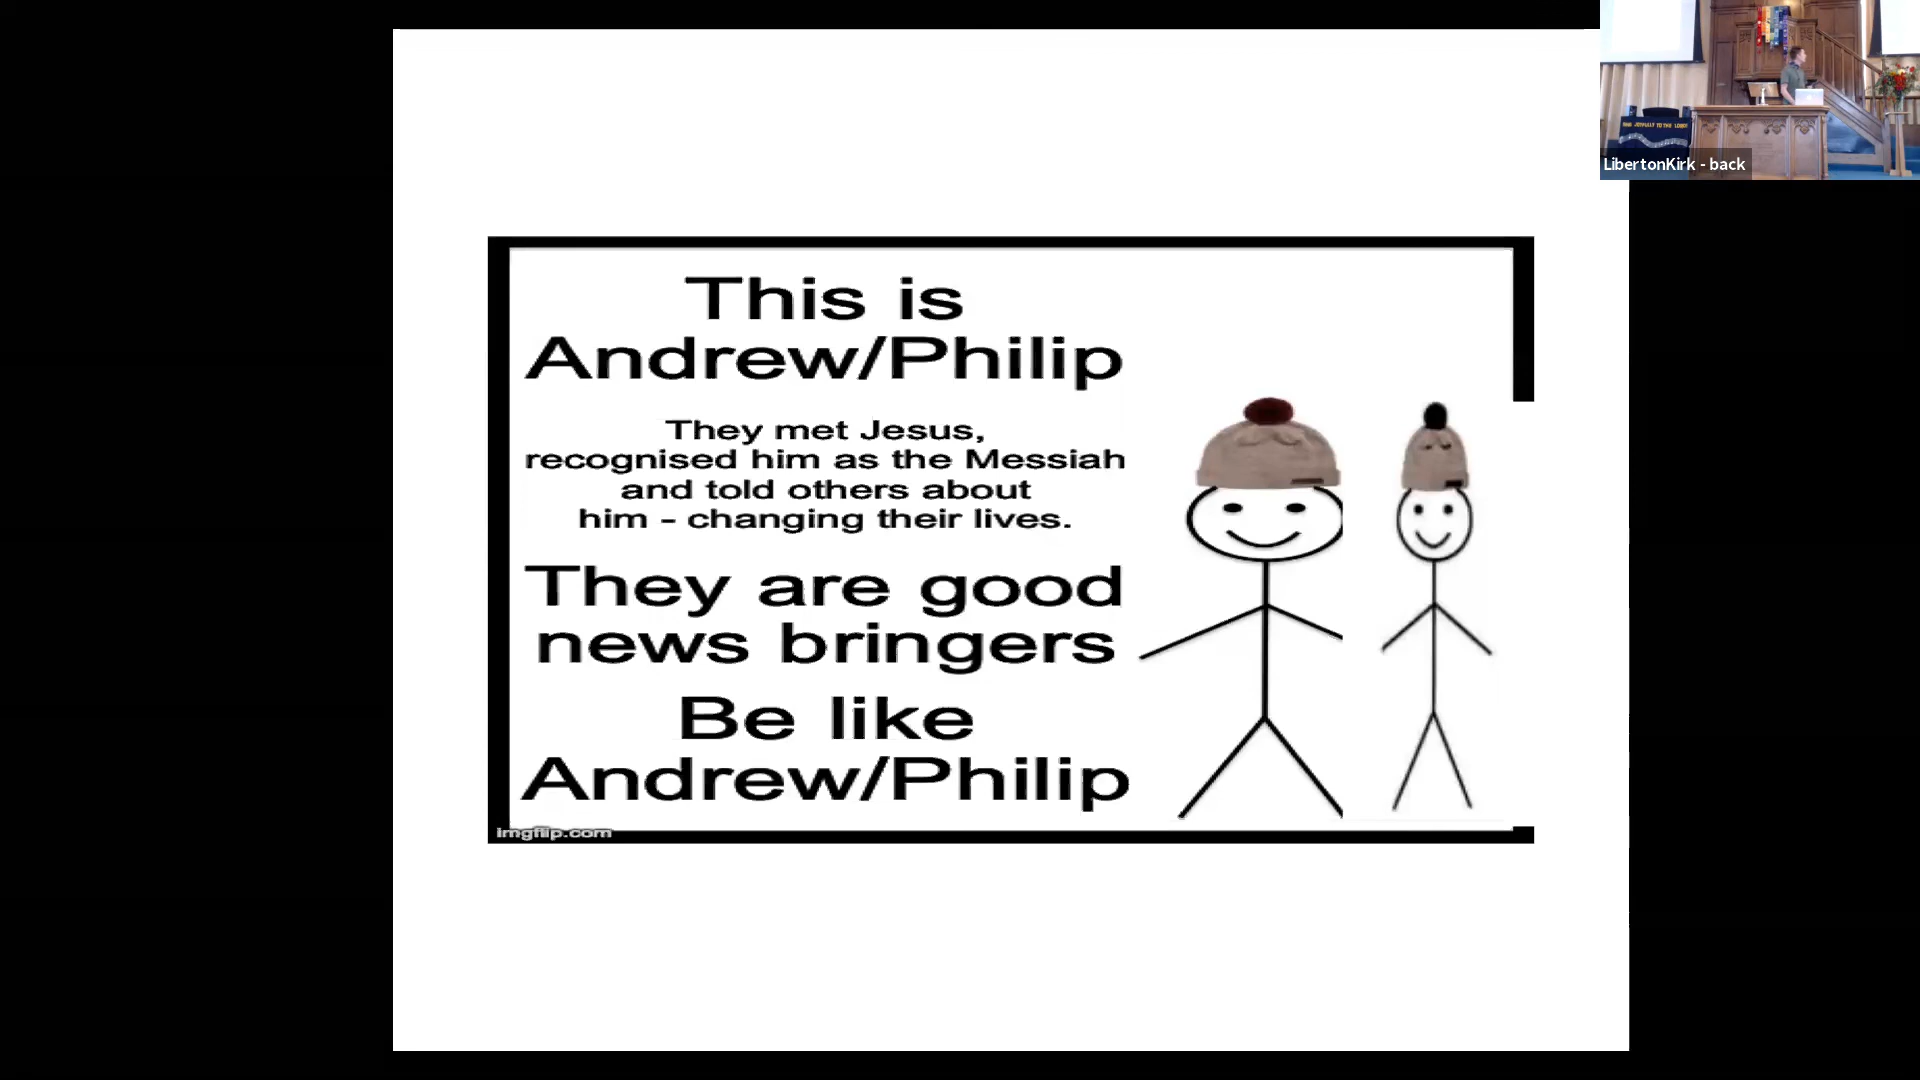 This is
Andrew/Philip
They met Jesus,
recognised him as the Messiah
and told others about
him - changing their lives.
They are good
news bringers
Be like
Andrew/Philip
imgflip.com
LibertonKirk - back